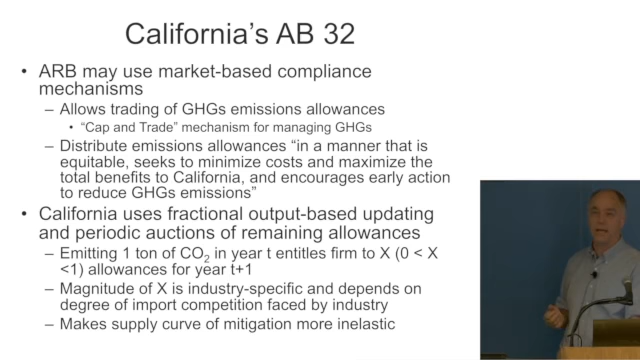 California's AB 32
• ARB may use market-based compliance
mechanisms
– Allows trading of GHGs emissions allowances
• "Cap and Trade" mechanism for managing GHGs
– Distribute emissions allowances "in a manner that is
equitable, seeks to minimize costs and maximize the
total benefits to California, and encourages early action
to reduce GHGs emissions"
• California uses fractional output-based updating
and periodic auctions of remaining allowances
– Emitting 1 ton of CO₂ in year t entitles firm to X (0 < X
<1) allowances for year t+1
– Magnitude of X is industry-specific and depends on
degree of import competition faced by industry
– Makes supply curve of mitigation more inelastic